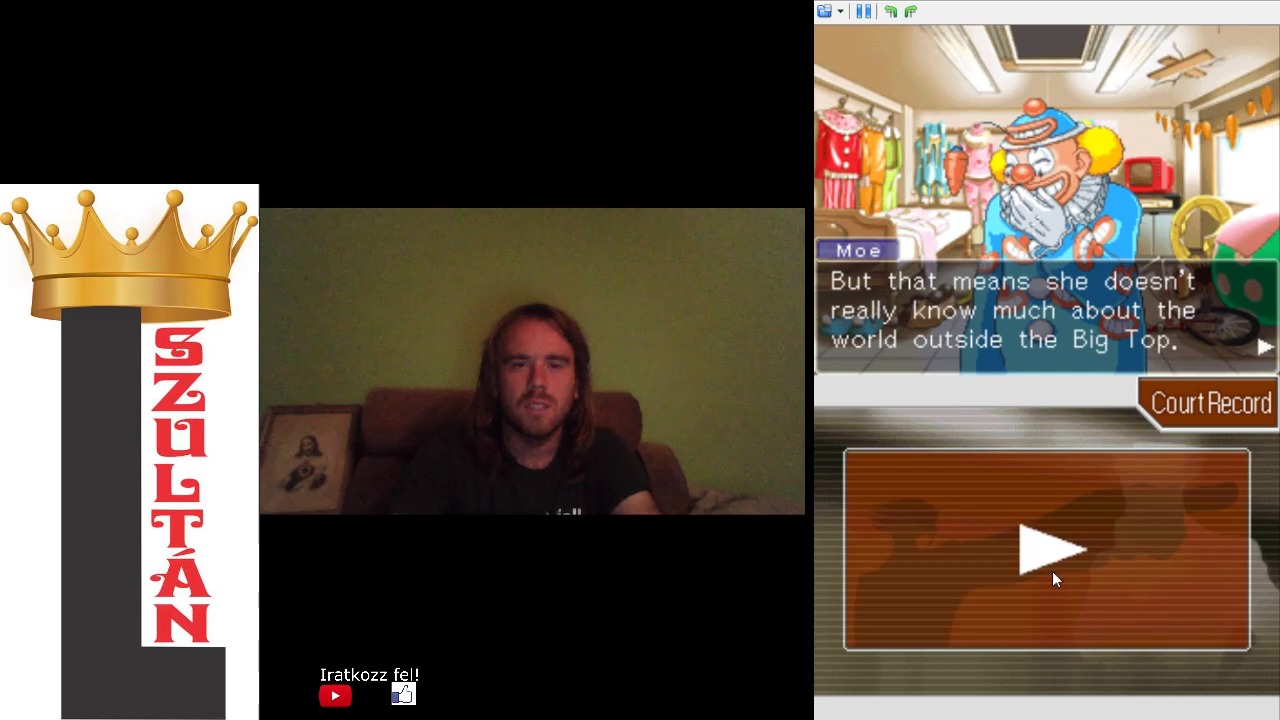 SZULTÁN
Iratkozz fel!
Moe
But that means she doesn't
really know much about the
world outside the Big Top.
Court Record